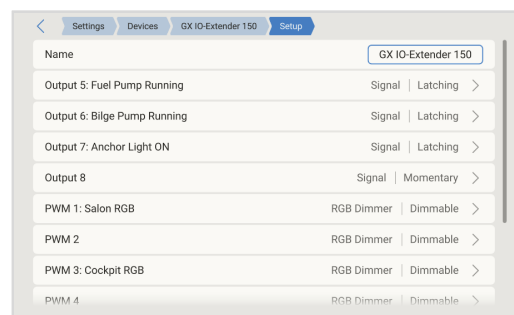 Settings Devices GX IO-Extender 150 Setup
Name GX IO-Extender 150
Output 5: Fuel Pump Running Signal | Latching
Output 6: Bilge Pump Running Signal | Latching
Output 7: Anchor Light ON Signal | Latching
Output 8 Signal | Momentary
PWM 1: Salon RGB RGB Dimmer | Dimmable
PWM 2 RGB Dimmer | Dimmable
PWM 3: Cockpit RGB RGB Dimmer | Dimmable
PWM 4 RGB Dimmer | Dimmable